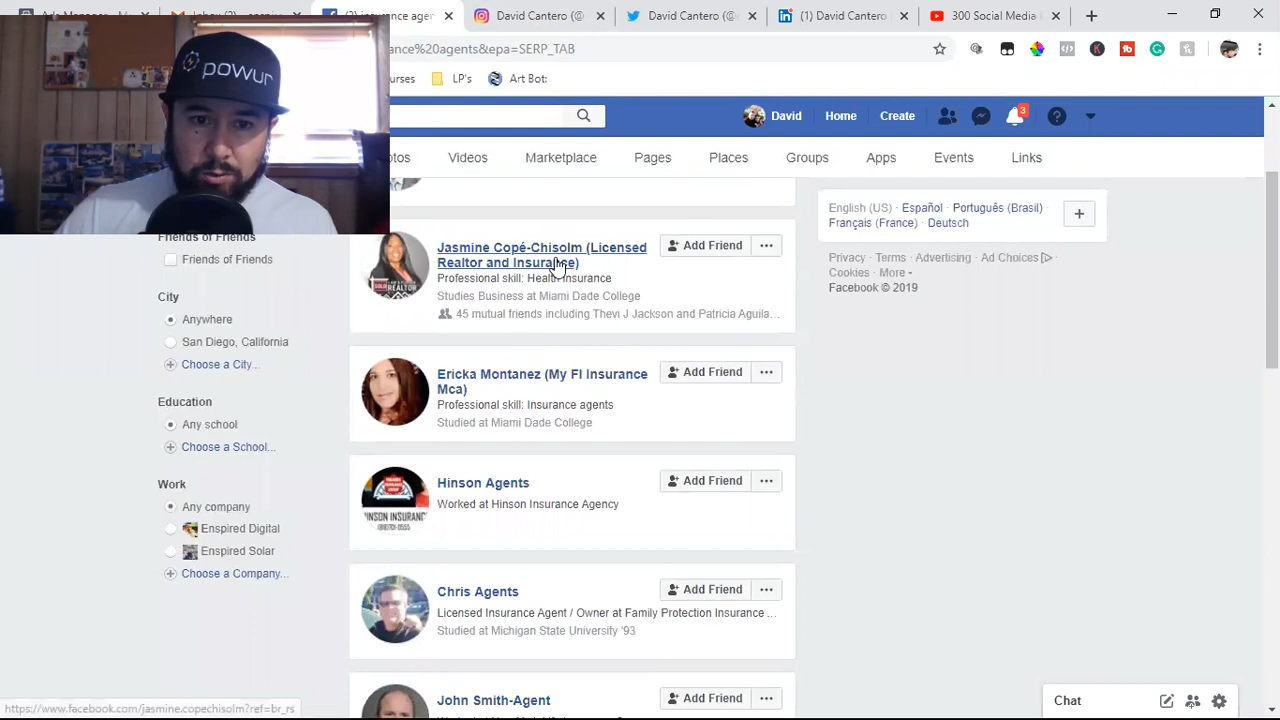 insurance agen
David Cantero (
David Cantero @
(1) David Cantero
300 Social Media
ance%20agents&epa=SERP_TAB
urses
LP's
Art Bot:
powur
David
Home
Create
3
otos
Videos
Marketplace
Pages
Places
Groups
Apps
Events
Links
Friends of Friends
Friends of Friends
City
Anywhere
San Diego, California
Choose a City...
Education
Any school
Choose a School...
Work
Any company
Enspired Digital
Enspired Solar
Choose a Company...
Jasmine Copé-Chisolm (Licensed
Realtor and Insurance)
Professional skill: Health Insurance
Studies Business at Miami Dade College
45 mutual friends including Thevi J Jackson and Patricia Aguila...
Add Friend
Ericka Montanez (My Fl Insurance
Mca)
Professional skill: Insurance agents
Studied at Miami Dade College
Add Friend
Hinson Agents
Worked at Hinson Insurance Agency
Add Friend
Chris Agents
Licensed Insurance Agent / Owner at Family Protection Insurance ...
Studied at Michigan State University '93
Add Friend
John Smith-Agent
Add Friend
English (US) · Español · Português (Brasil) ·
Français (France) · Deutsch
Privacy · Terms · Advertising · Ad Choices ·
Cookies · More
Facebook © 2019
Chat
https://www.facebook.com/jasmine.copechisolm?ref=br_rs